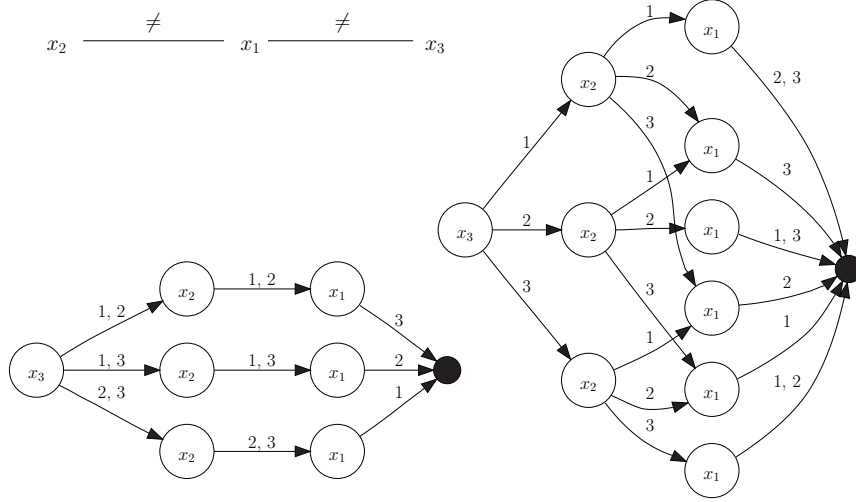 ≠ ≠
x₂ x₁ x₃
x₃
1, 2
1, 3
2, 3
x₂
x₂
x₂
1, 2
1, 3
2, 3
x₁
x₁
x₁
3
2
1
x₃
1
2
3
x₂
x₂
x₂
1
2
3
1
2
3
1
2
3
x₁
x₁
x₁
x₁
x₁
x₁
2, 3
3
1, 3
2
1
1, 2